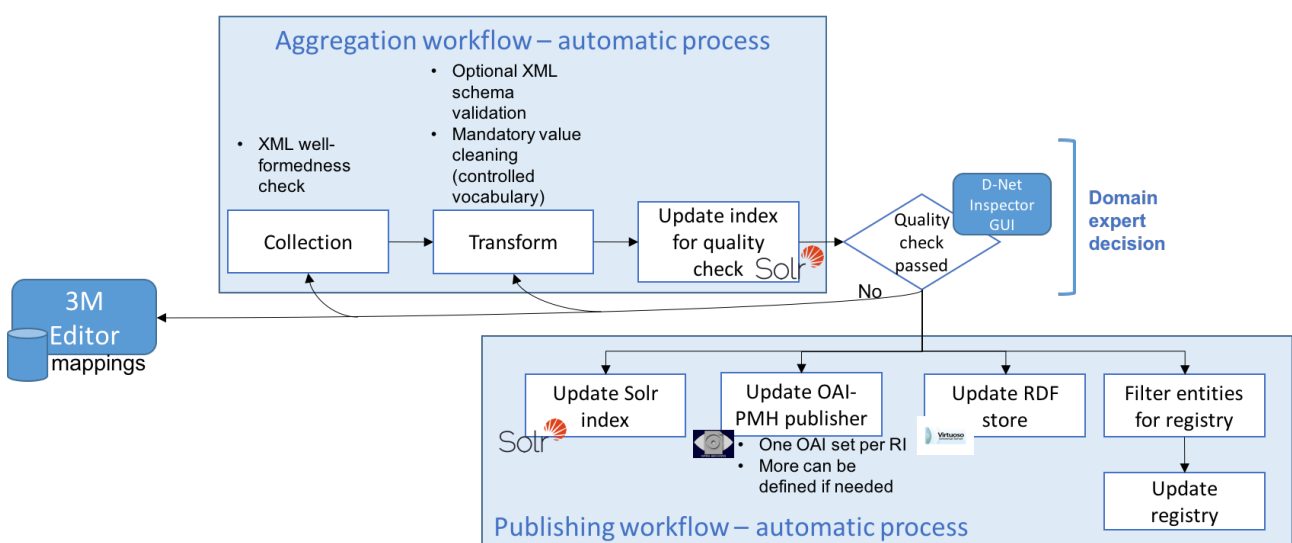 Aggregation workflow – automatic process
• Optional XML
schema
validation
• Mandatory value
cleaning
(controlled
vocabulary)
• XML well-
formedness
check
Collection
Transform
Update index
for quality
check
Solr
Quality
check
passed
D-Net
Inspector
GUI
Domain
expert
decision
No
3M
Editor
mappings
Update Solr
index
Solr
Update OAI-
PMH publisher
• One OAI set per RI
• More can be
defined if needed
Update RDF
store
Virtuoso
Filter entities
for registry
Update
registry
Publishing workflow – automatic process